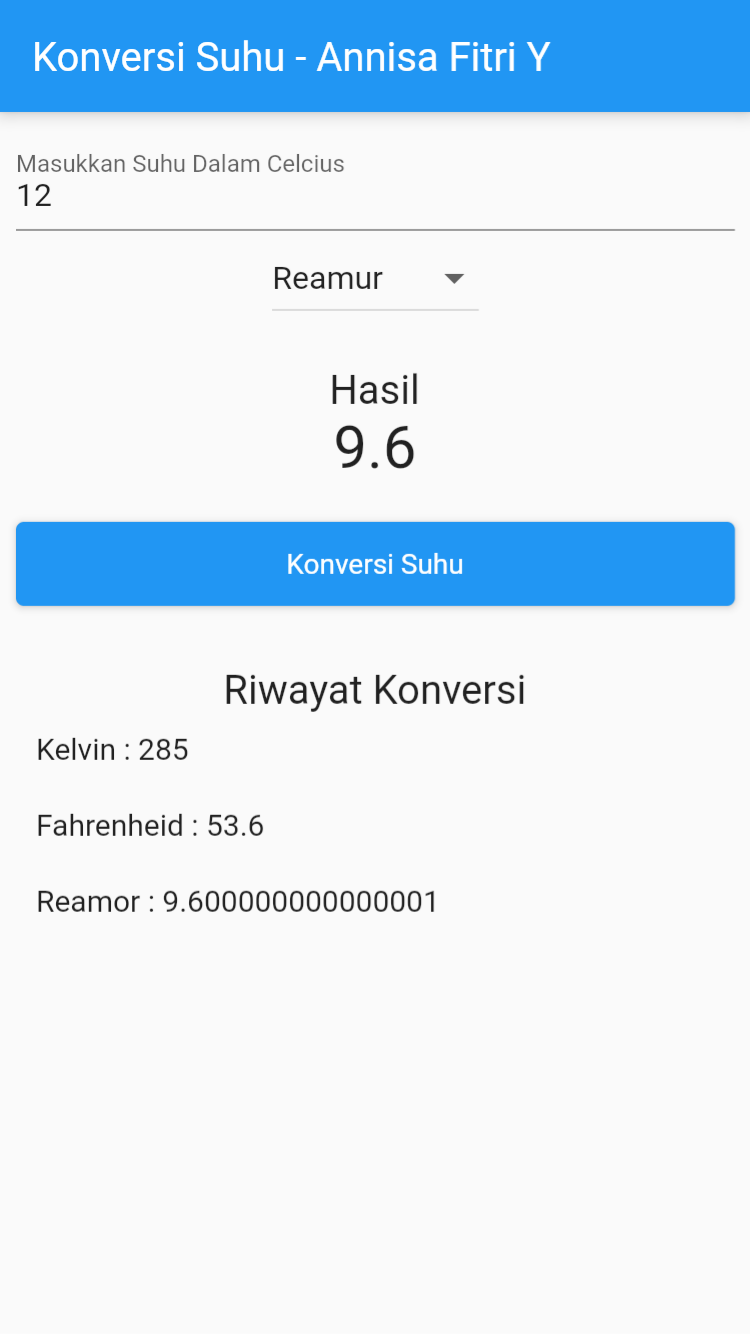 Konversi Suhu - Annisa Fitri Y
Masukkan Suhu Dalam Celcius
12
Reamur
Hasil
9.6
Konversi Suhu
Riwayat Konversi
Kelvin : 285
Fahrenheid : 53.6
Reamor : 9.600000000000001